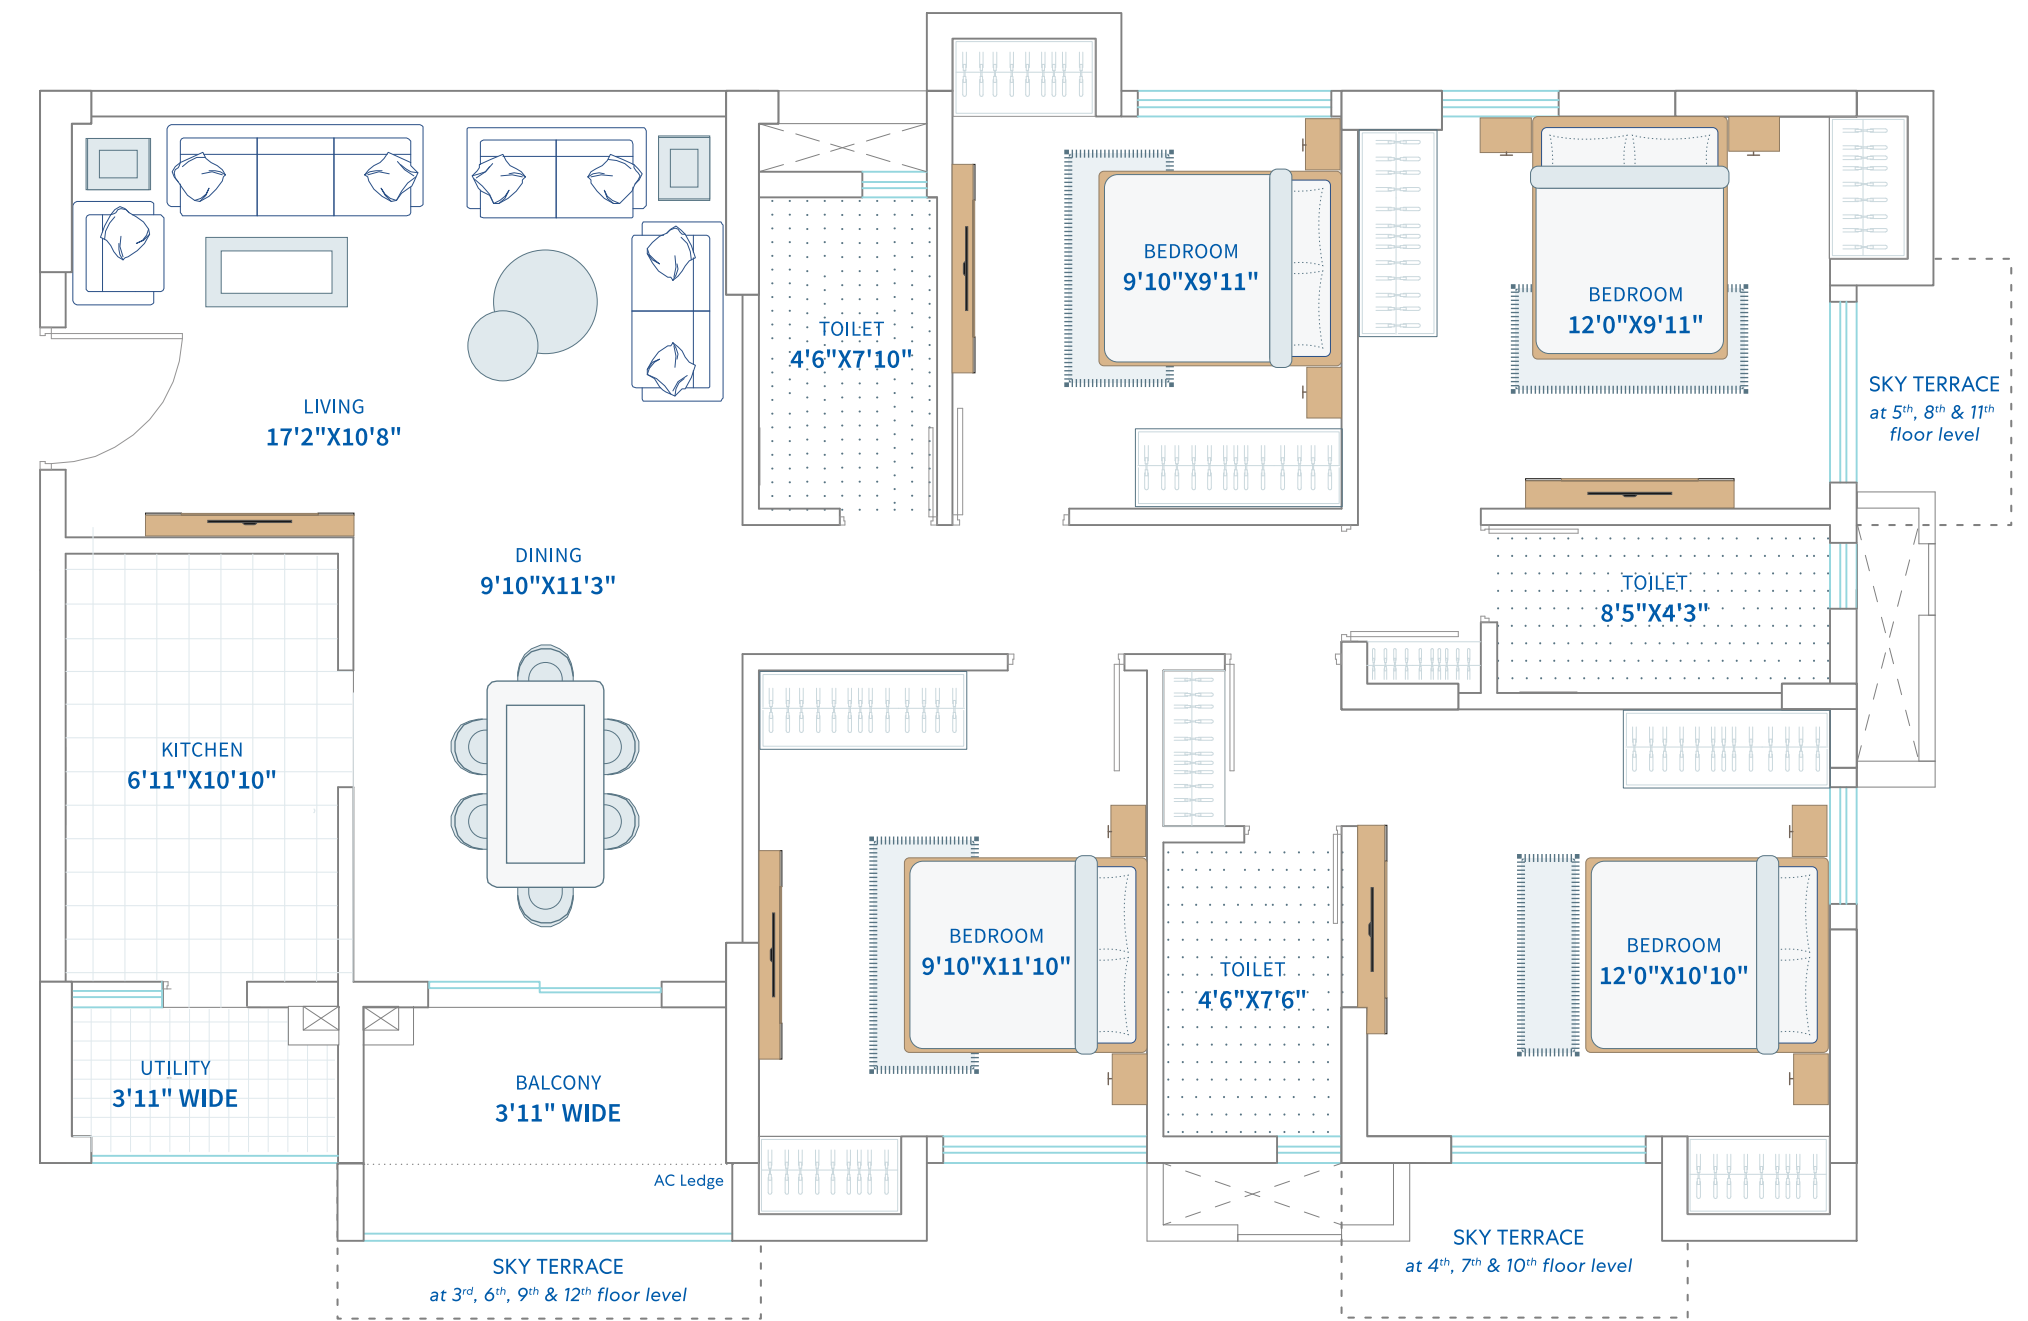 BEDROOM
9'10"X9'11"
BEDROOM
12'0"X9'11"
TOILET
4'6"X7'10"
SKY TERRACE
at 5th, 8th & 11th
floor level
LIVING
17'2"X10'8"
DINING
9'10"X11'3"
TOILET
8'5"X4'3"
KITCHEN
6'11"X10'10"
BEDROOM
9'10"X11'10"
TOILET
4'6"X7'6"
BEDROOM
12'0"X10'10"
UTILITY
3'11" WIDE
BALCONY
3'11" WIDE
AC Ledge
SKY TERRACE
at 3rd, 6th, 9th & 12th floor level
SKY TERRACE
at 4th, 7th & 10th floor level